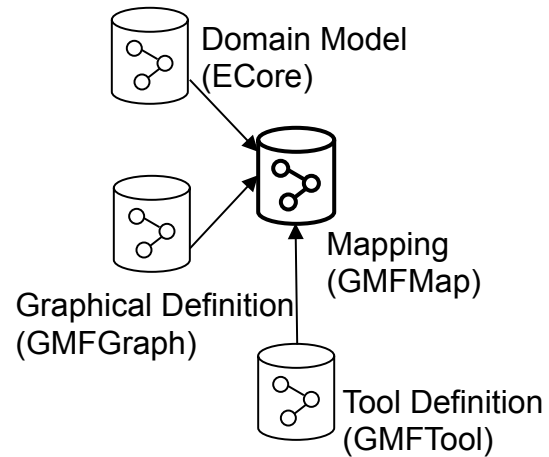 Domain Model
(ECore)
Mapping
(GMFMap)
Graphical Definition
(GMFGraph)
Tool Definition
(GMFTool)